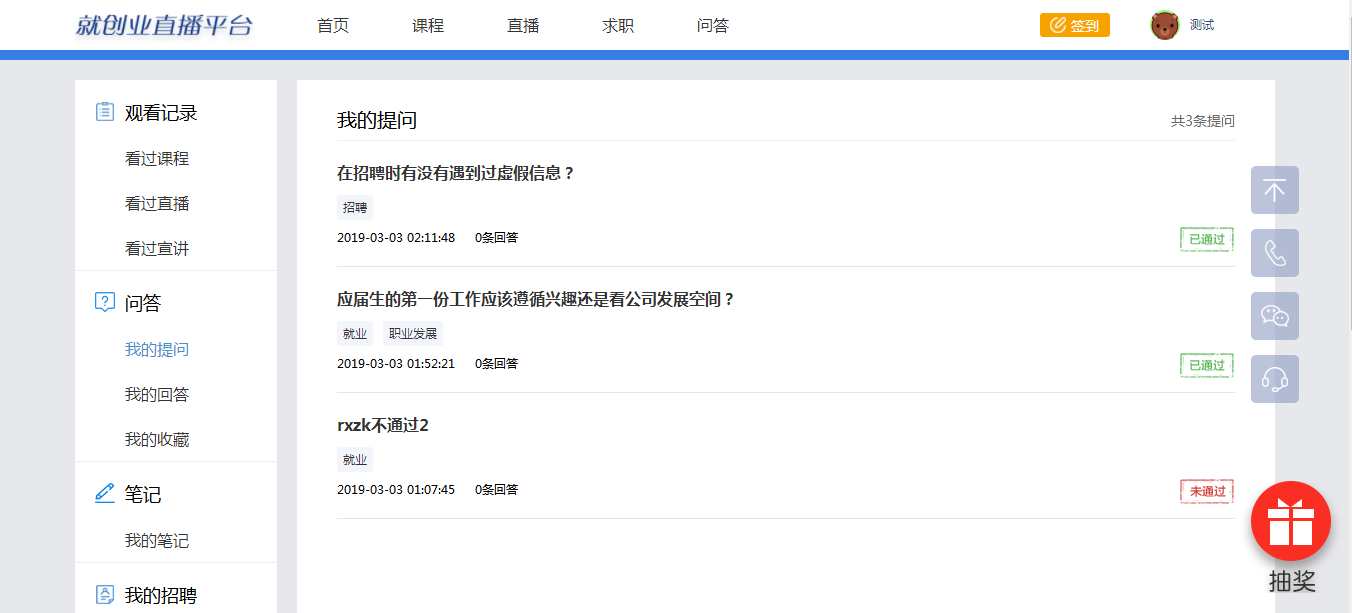 就创业直播平台
首页
课程
直播
求职
问答
签到
测试
观看记录
看过课程
看过直播
看过宣讲
问答
我的提问
我的回答
我的收藏
笔记
我的笔记
我的招聘
我的提问
共3条提问
在招聘时有没有遇到过虚假信息？
招聘
2019-03-03 02:11:48 0条回答
已通过
应届生的第一份工作应该遵循兴趣还是看公司发展空间？
就业 职业发展
2019-03-03 01:52:21 0条回答
已通过
rxzk不通过2
就业
2019-03-03 01:07:45 0条回答
未通过
抽奖